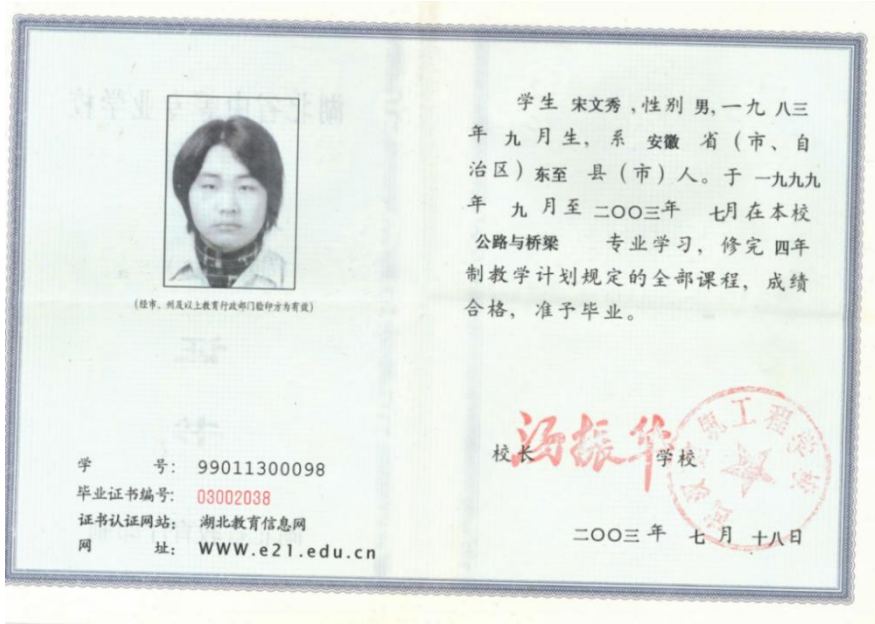 (经市、州及以上教育行政部门验印方为有效)
学 号: 99011300098
毕业证书编号: 03002038
证书认证网站: 湖北教育信息网
网 址: WWW.e21.edu.cn
学生 宋文秀 ,性别 男,一九 八三
年 九 月生, 系 安徽 省(市、自
治区)东至 县(市)人。于 一九九九
年 九 月至 二〇〇三年 七月在本校
公路与桥梁 专业学习, 修完 四年
制教学计划规定的全部课程, 成绩
合格, 准予毕业。
校长 汤振华 学校
二〇〇三 年 七 月 十八日